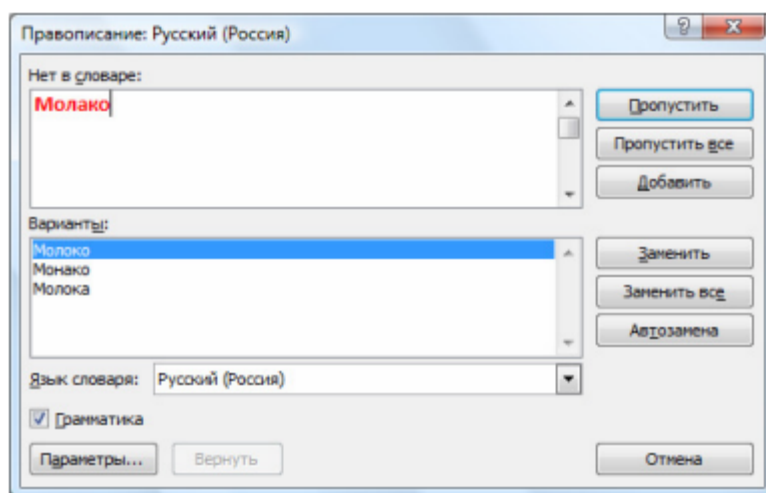 Правописание: Русский (Россия)
Нет в словаре:
Молако
Пропустить
Пропустить все
Добавить
Варианты:
Молоко
Монако
Молока
Заменить
Заменить все
Автозамена
Язык словаря: Русский (Россия)
Грамматика
Параметры... Вернуть Отмена